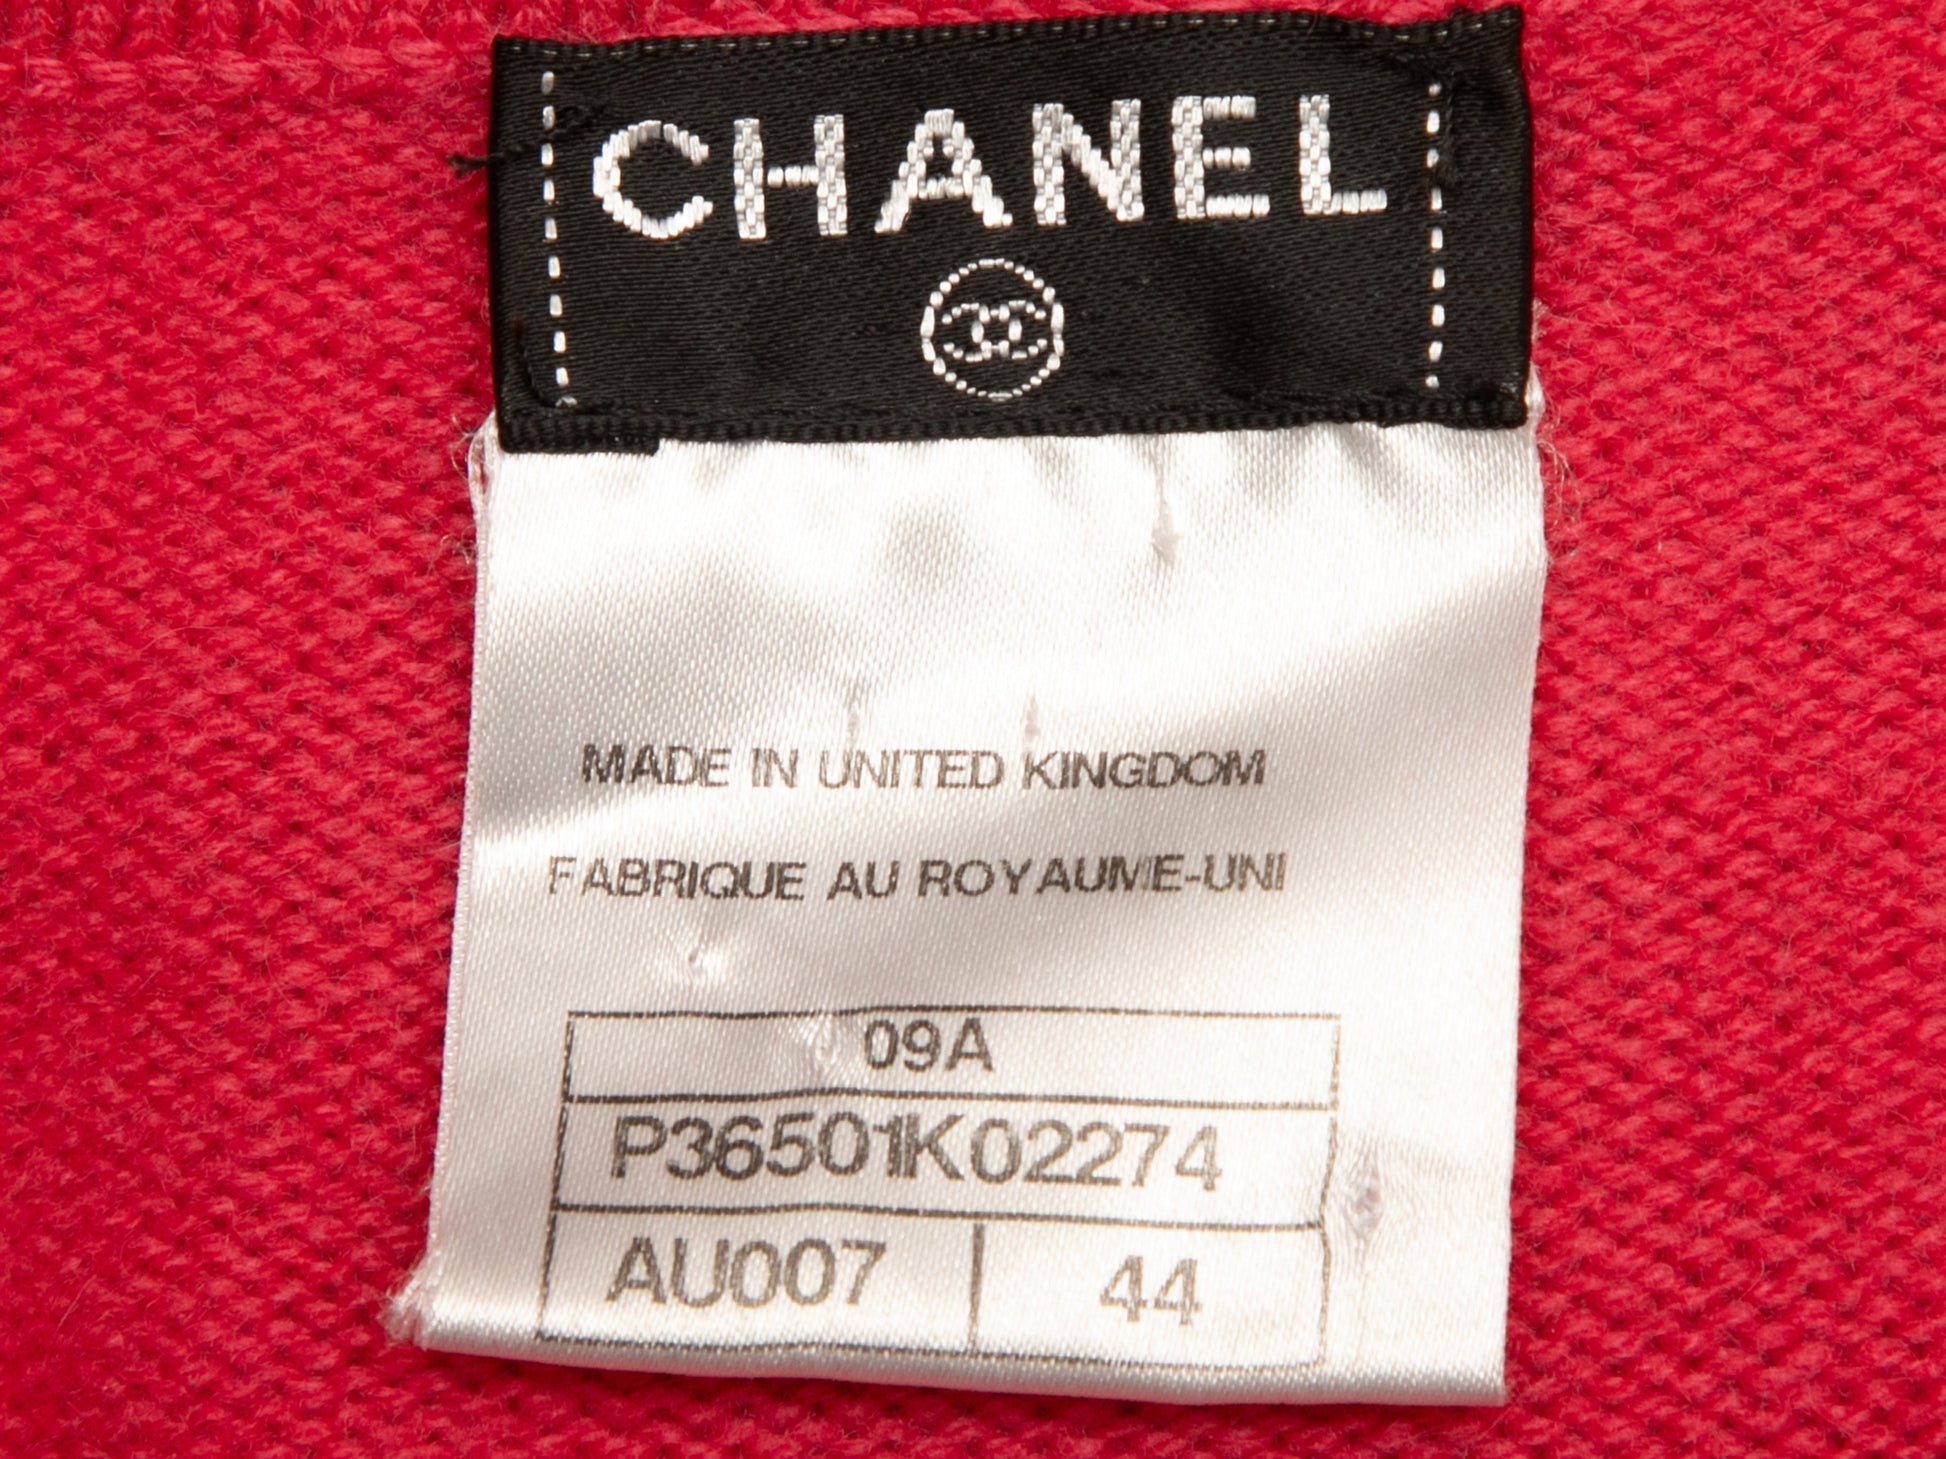 CHANEL
MADE IN UNITED KINGDOM
FABRIQUE AU ROYAUME-UNI
09A
P36501K02274
AU007 44